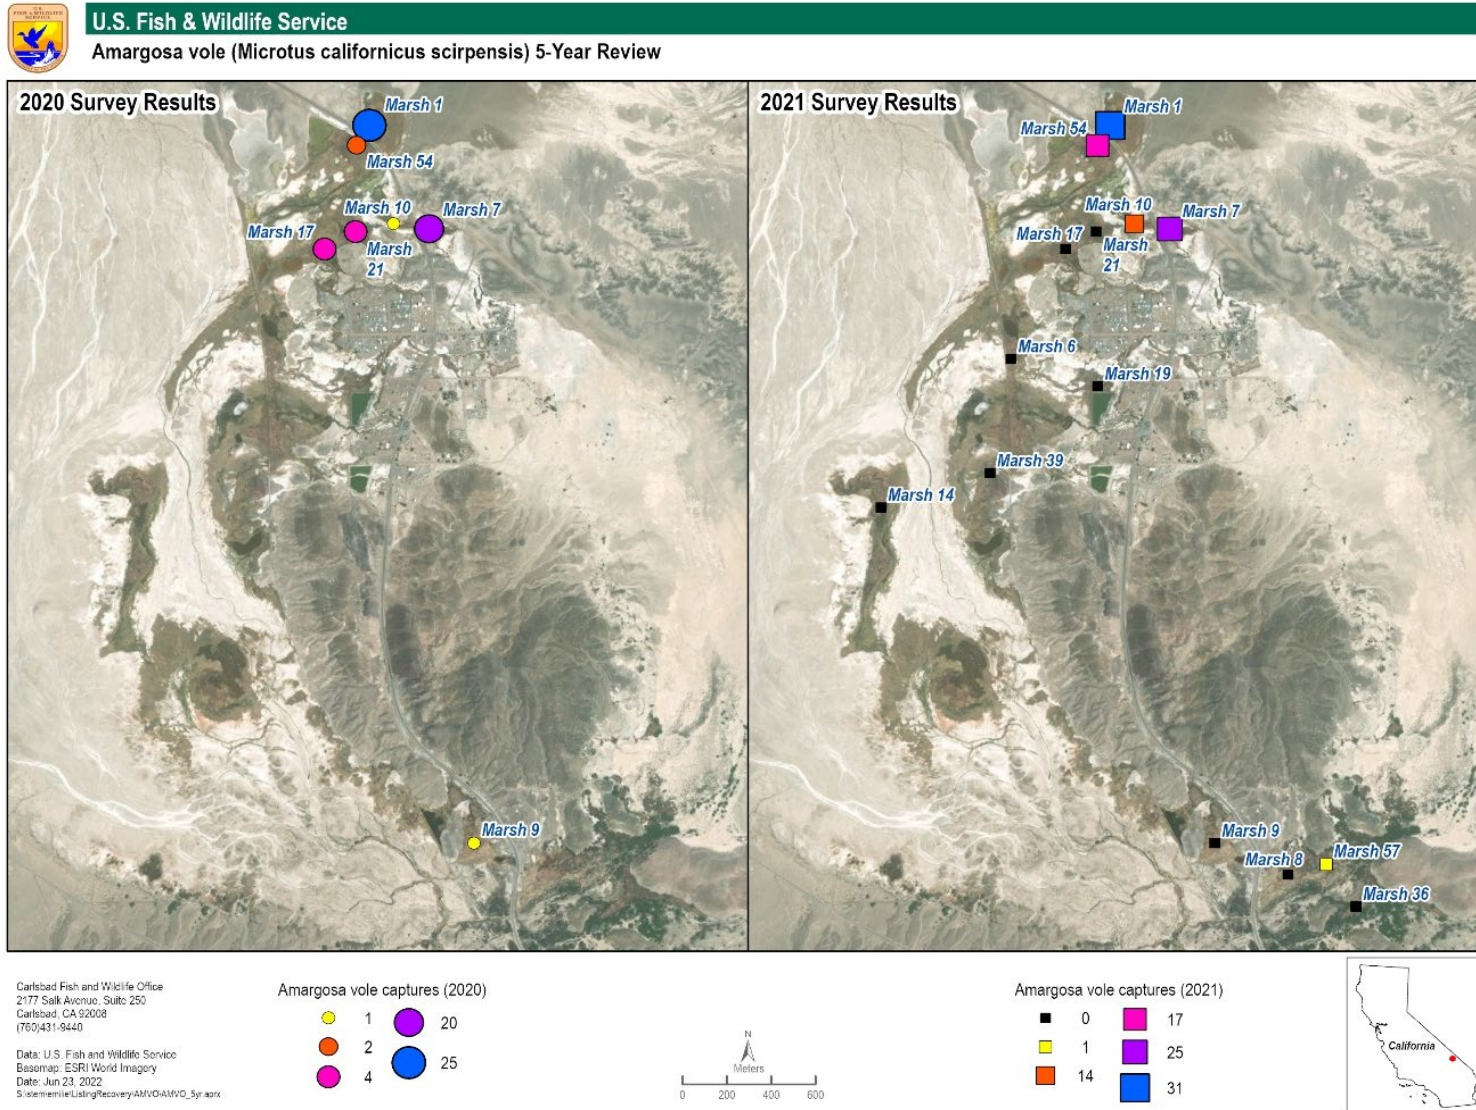 U.S. Fish & Wildlife Service
Amargosa vole (Microtus californicus scirpensis) 5-Year Review
2020 Survey Results
Marsh 1
Marsh 54
Marsh 10
Marsh 7
Marsh 17
Marsh
21
Marsh 9
2021 Survey Results
Marsh 1
Marsh 54
Marsh 10
Marsh 7
Marsh 17
Marsh
21
Marsh 6
Marsh 19
Marsh 39
Marsh 14
Marsh 9
Marsh 8
Marsh 57
Marsh 36
Carlsbad Fish and Wildlife Office
2177 Salk Avenue, Suite 250
Carlsbad, CA 92008
(760)431-9440
Data: U.S. Fish and Wildlife Service
Basemap: ESRI World Imagery
Date: Jun 23, 2022
Amargosa vole captures (2020)
1
2
4
20
25
N
Meters
0 200 400 600
Amargosa vole captures (2021)
0
1
14
17
25
31
California